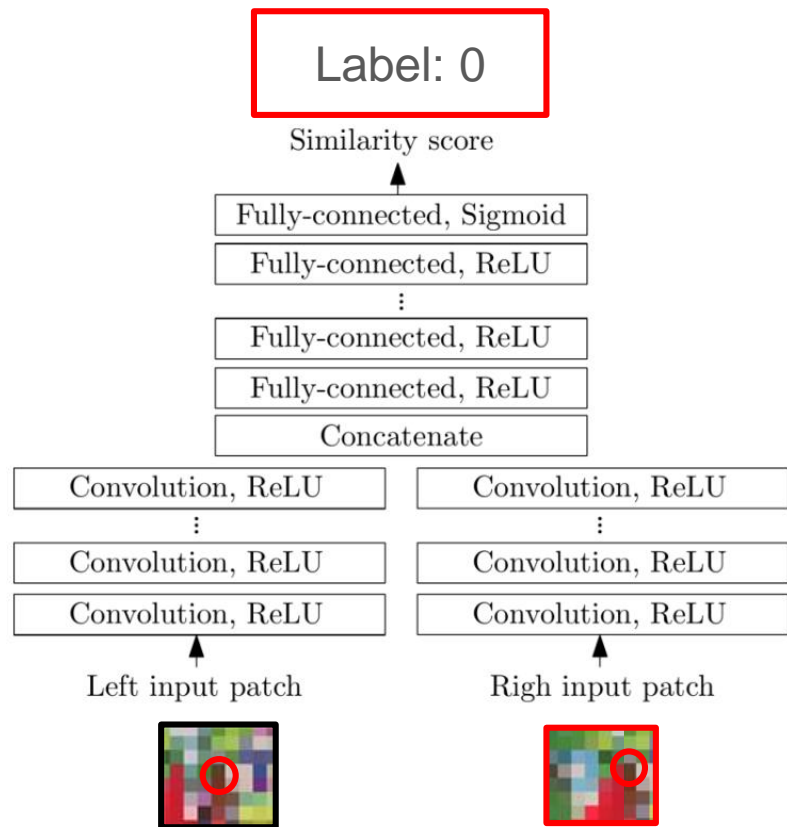 Label: 0
Similarity score
Fully-connected, Sigmoid
Fully-connected, ReLU
⋮
Fully-connected, ReLU
Fully-connected, ReLU
Concatenate
Convolution, ReLU Convolution, ReLU
⋮ ⋮
Convolution, ReLU Convolution, ReLU
Convolution, ReLU Convolution, ReLU
Left input patch Righ input patch